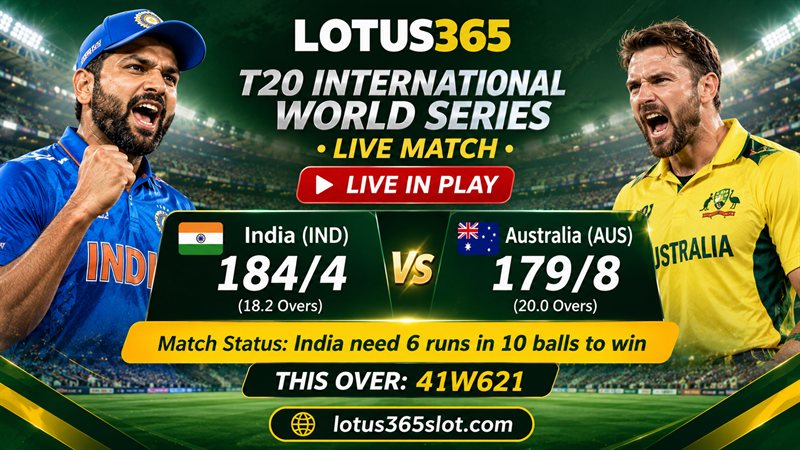 LOTUS365
T20 INTERNATIONAL
WORLD SERIES
• LIVE MATCH •
LIVE IN PLAY
India (IND)
184/4
(18.2 Overs)
VS
Australia (AUS)
179/8
(20.0 Overs)
Match Status: India need 6 runs in 10 balls to win
THIS OVER: 41W621
lotus365slot.com
INDI
USTRALIA